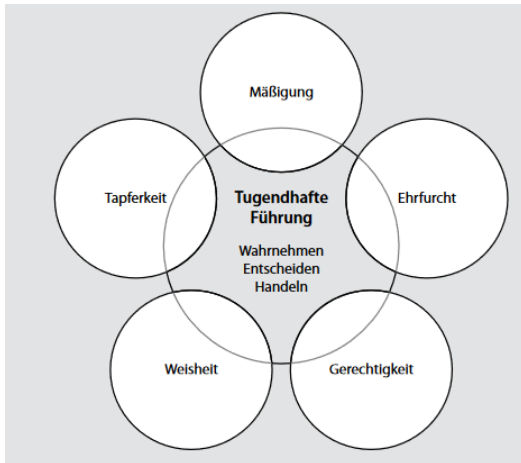 Mäßigung
Tapferkeit
Ehrfurcht
Tugendhafte
Führung
Wahrnehmen
Entscheiden
Handeln
Weisheit
Gerechtigkeit